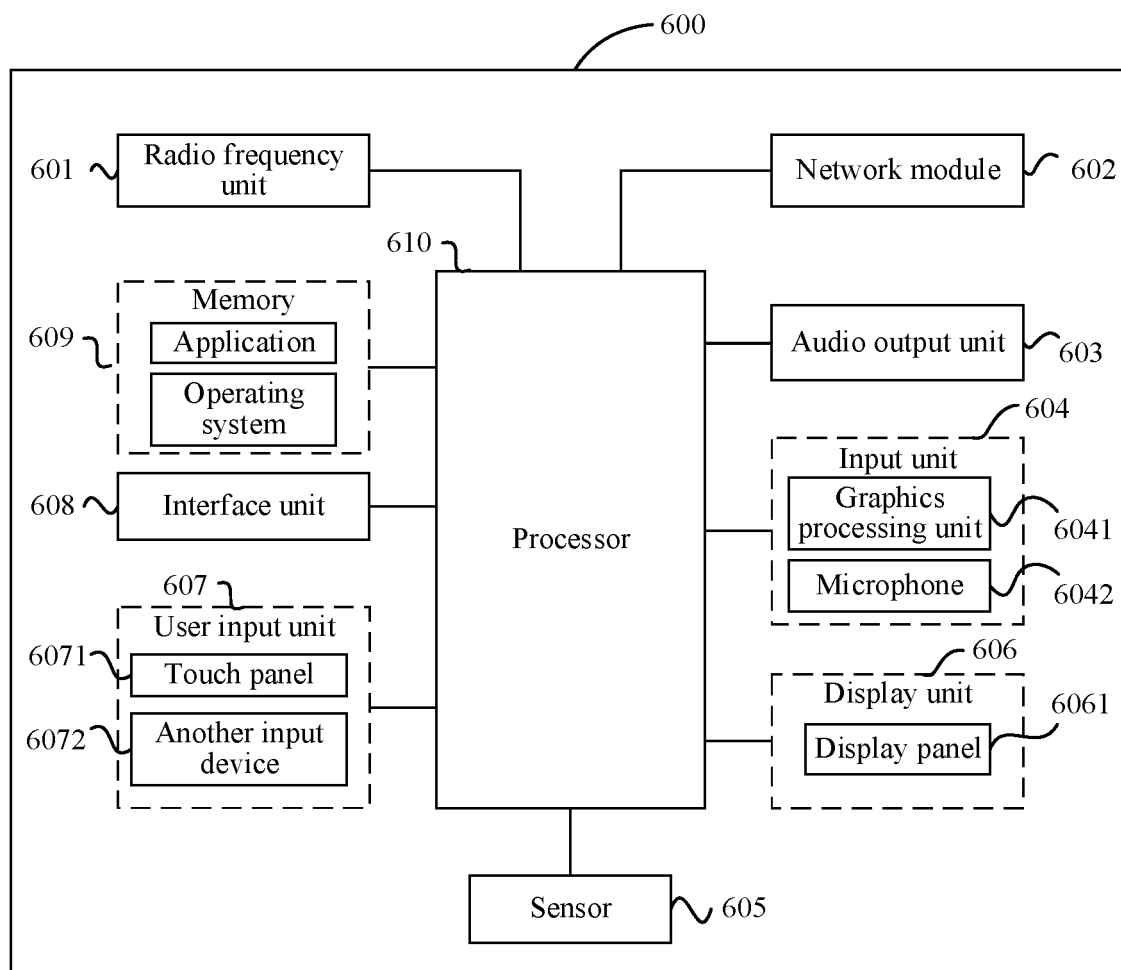 600
601
Radio frequency
unit
Network module
602
610
Memory
609
Application
Operating
system
Audio output unit
603
604
Input unit
Graphics
processing unit
6041
Microphone
6042
608
Interface unit
Processor
607
User input unit
6071
Touch panel
6072
Another input
device
606
Display unit
6061
Display panel
Sensor
605